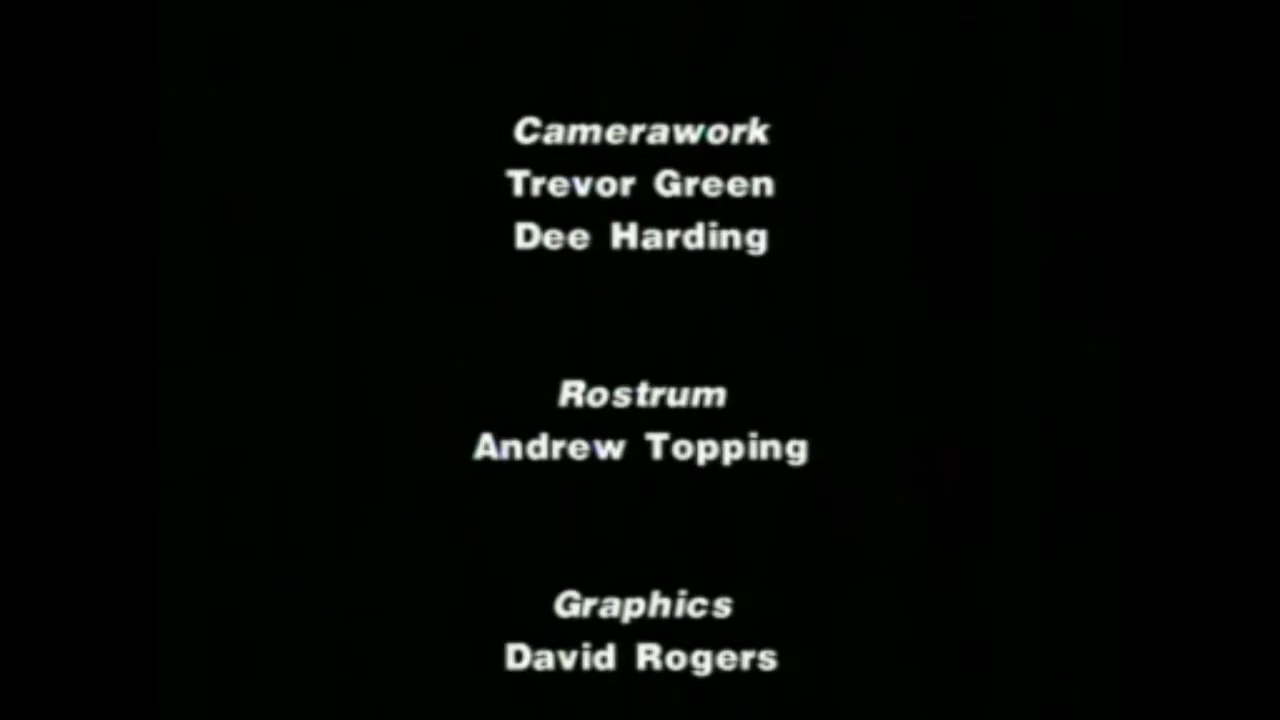 Camerawork
Trevor Green
Dee Harding
Rostrum
Andrew Topping
Graphics
David Rogers